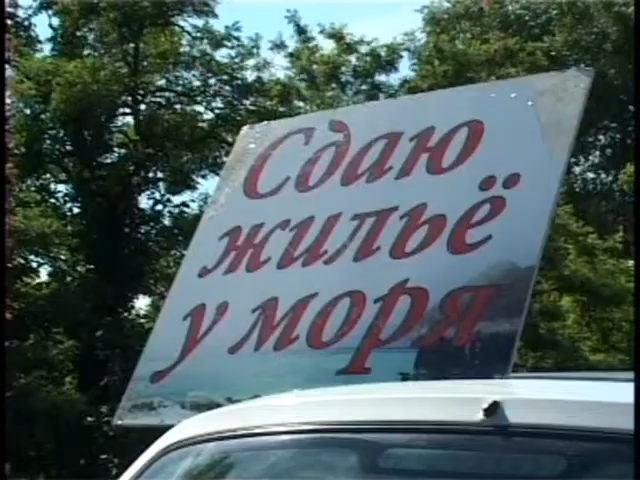 Сдаю
жильё
у моря